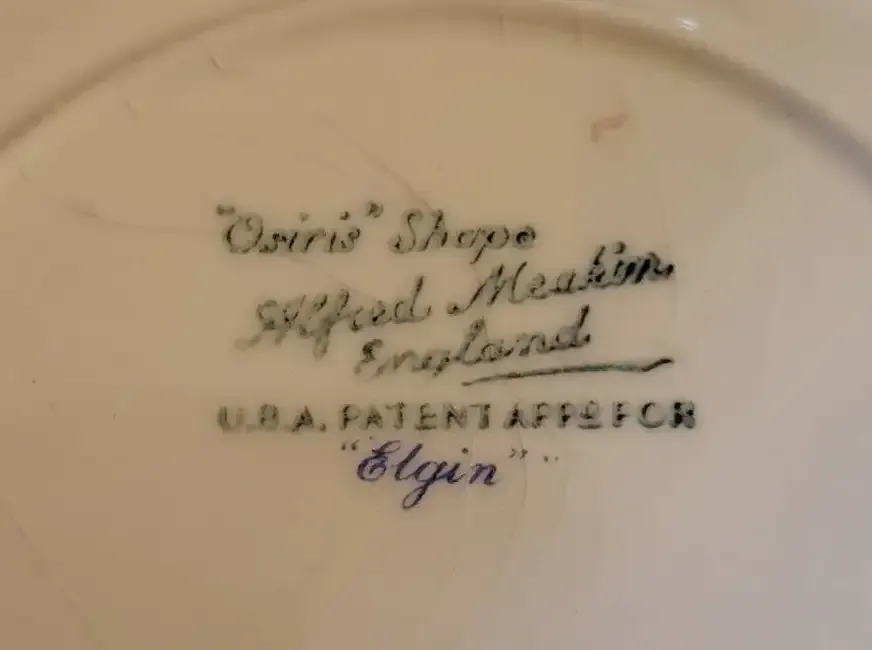 "Osiris" Shape
Alfred Meakin
England
U.S.A. PATENT APPD FOR
"Elgin"